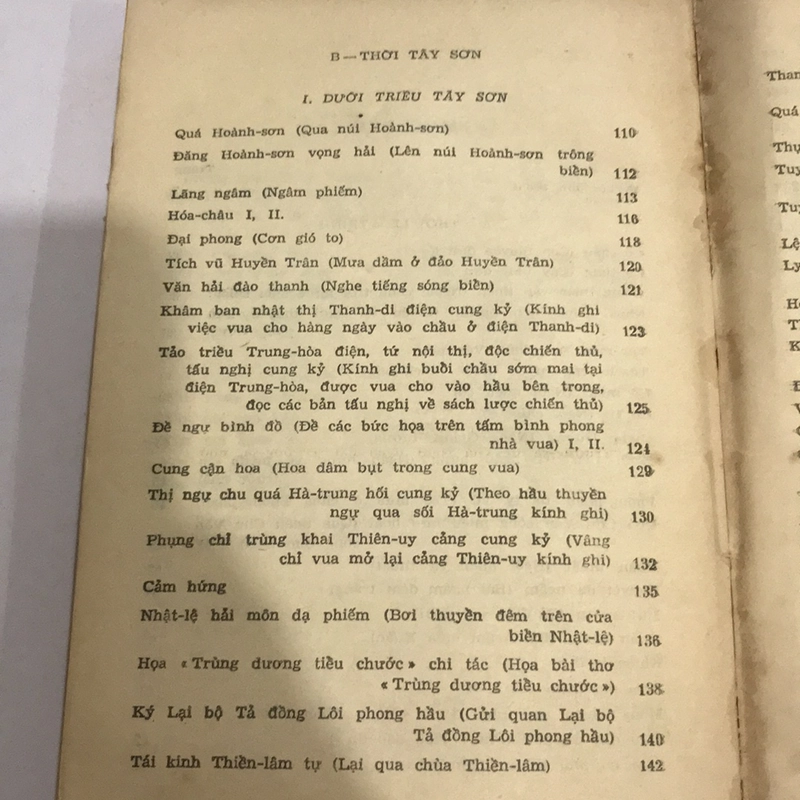 B — THỜI TÂY SƠN
I. DƯỚI TRIỀU TÂY SƠN
Quá Hoành-sơn (Qua núi Hoành-sơn) 110
Đăng Hoành-sơn vọng hải (Lên núi Hoành-sơn trông
biển) 112
Lãng ngâm (Ngâm phiếm) 113
Hóa-châu I, II. 116
Đại phong (Cơn gió to) 118
Tích vũ Huyền Trân (Mưa dầm ở đảo Huyền Trân) 120
Văn hải đào thanh (Nghe tiếng sóng biển) 121
Khâm ban nhật thị Thanh-di điện cung kỷ (Kính ghi
việc vua cho hàng ngày vào chầu ở điện Thanh-di) 123
Tảo triều Trung-hòa điện, tứ nội thị, độc chiến thủ,
tấu nghị cung kỷ (Kính ghi buổi chầu sớm mai tại
điện Trung-hòa, được vua cho vào hầu bên trong,
đọc các bản tấu nghị về sách lược chiến thủ) 125
Đề ngự bình đồ (Đề các bức họa trên tấm bình phong
nhà vua) I, II. 124
Cung cận hoa (Hoa dâm bụt trong cung vua) 129
Thị ngự chu quá Hà-trung hối cung kỷ (Theo hầu thuyền
ngự qua sối Hà-trung kính ghi) 130
Phụng chỉ trùng khai Thiên-uy cảng cung kỷ (Vâng
chỉ vua mở lại cảng Thiên-uy kính ghi) 132
Cảm hứng 135
Nhật-lệ hải môn dạ phiếm (Bơi thuyền đêm trên cửa
biển Nhật-lệ) 136
Họa « Trùng dương tiểu chước » chi tác (Họa bài thơ
« Trùng dương tiểu chước ») 138
Ký Lại bộ Tả đồng Lôi phong hầu (Gửi quan Lại bộ
Tả đồng Lôi phong hầu) 140
Tái kinh Thiền-lâm tự (Lại qua chùa Thiền-lâm) 142
Quá
Lệ
Ly